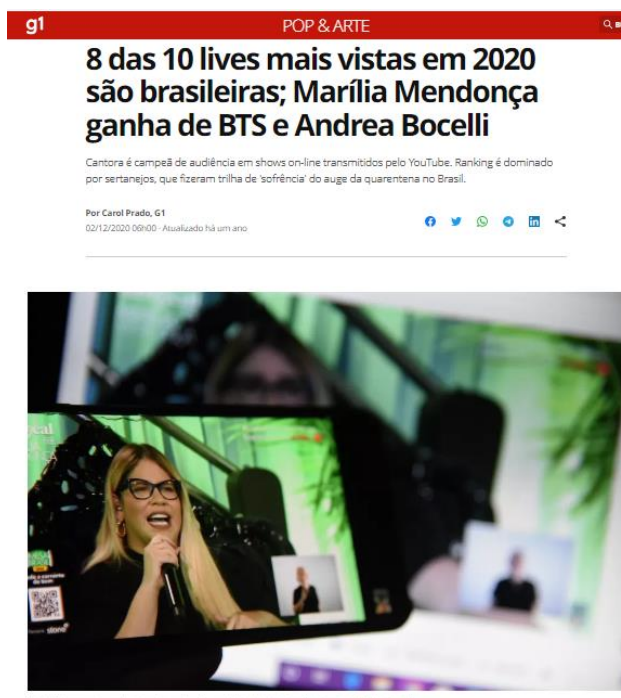 g1
POP & ARTE
8 das 10 lives mais vistas em 2020
são brasileiras; Marília Mendonça
ganha de BTS e Andrea Bocelli
Cantora é campeã de audiência em shows on-line transmitidos pelo YouTube. Ranking é dominado
por sertanejos, que fizeram trilha de 'sofrência' do auge da quarentena no Brasil.
Por Carol Prado, G1
02/12/2020 06h00 · Atualizado há um ano
in
stone